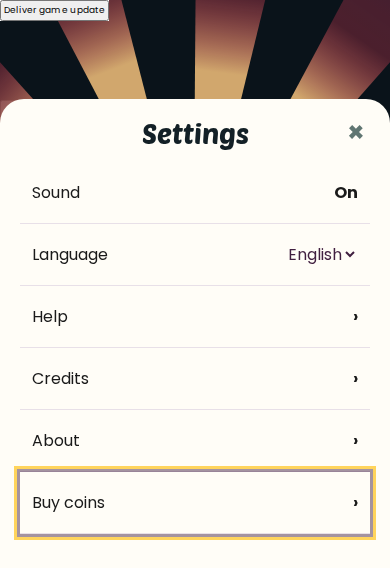 Deliver game update
Settings ✖
Sound On
Language English
Help ›
Credits ›
About ›
Buy coins ›